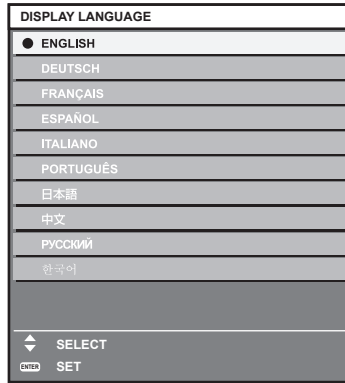 DISPLAY LANGUAGE
ENGLISH
DEUTSCH
FRANÇAIS
ESPAÑOL
ITALIANO
PORTUGUÊS
日本語
中文
РУССКИЙ
한국어
SELECT
ENTER SET